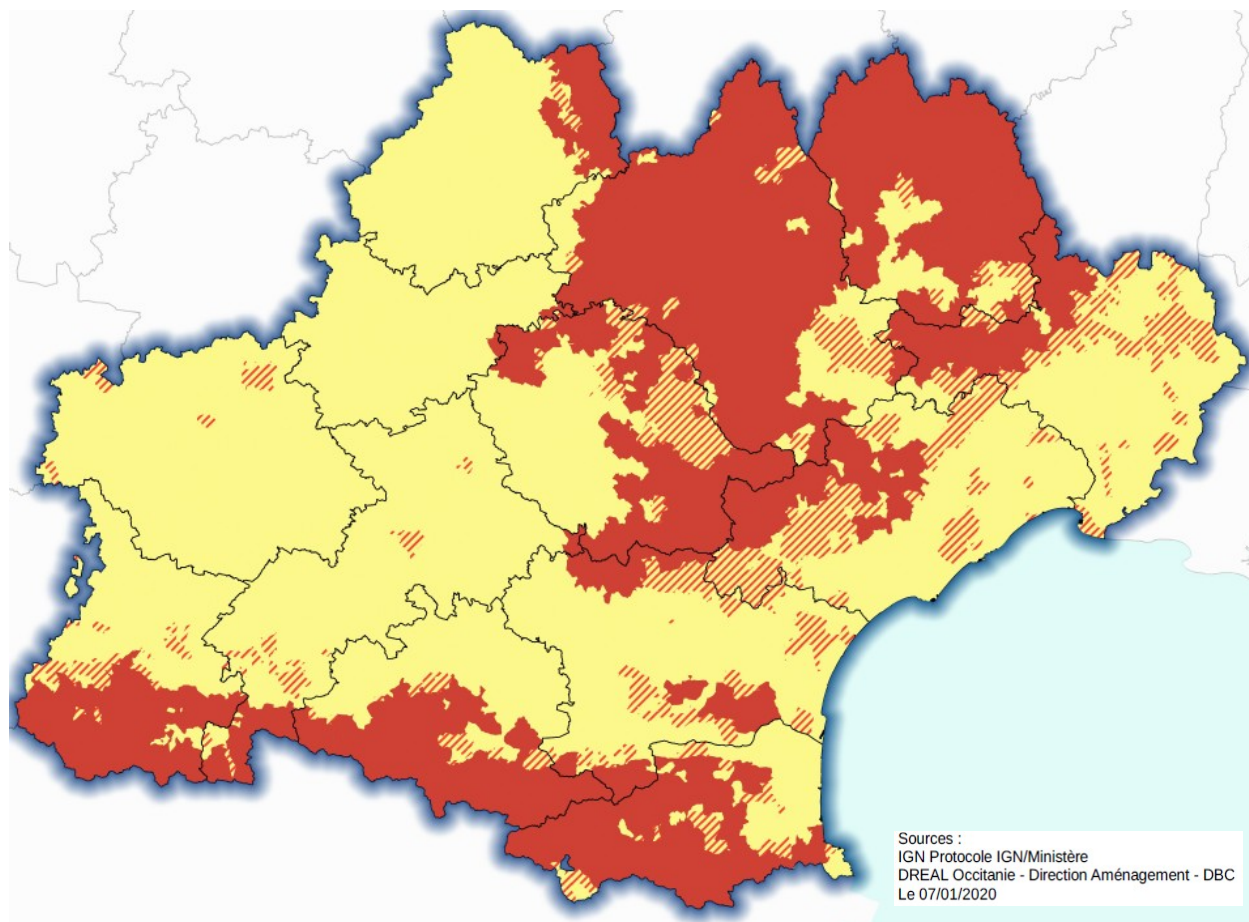 Sources :
IGN Protocole IGN/Ministère
DREAL Occitanie - Direction Aménagement - DBC
Le 07/01/2020